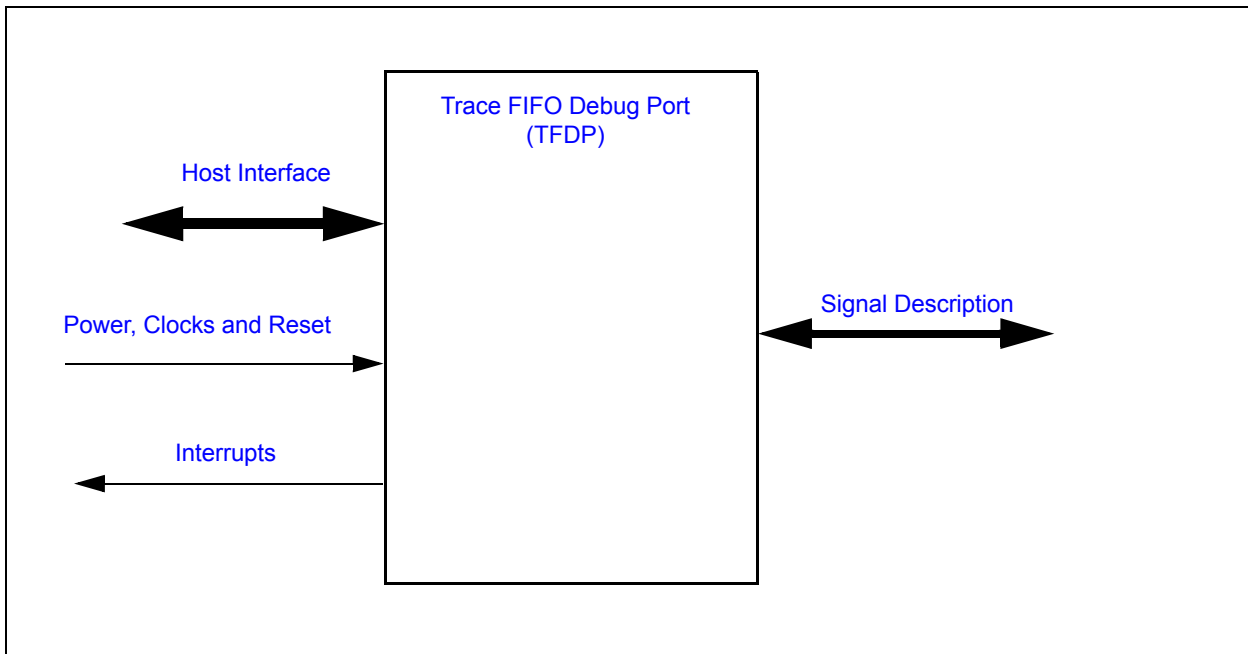 Trace FIFO Debug Port
(TFDP)
Host Interface
Signal Description
Power, Clocks and Reset
Interrupts